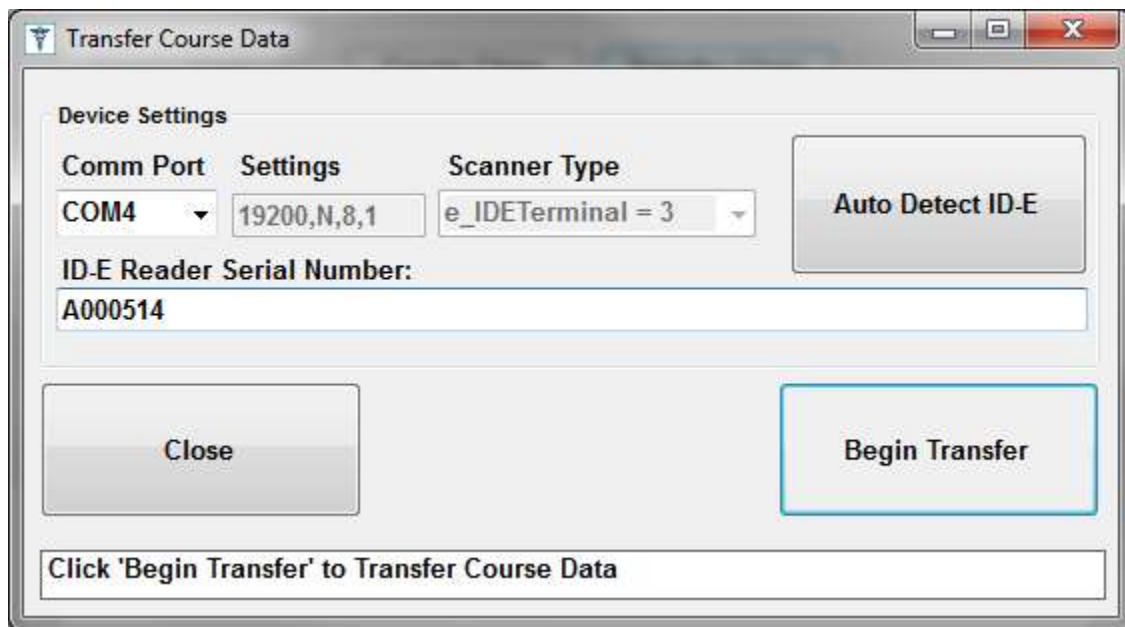 Transfer Course Data
Device Settings
Comm Port Settings Scanner Type
COM4 19200,N,8,1 e_IDETerminal = 3
Auto Detect ID-E
ID-E Reader Serial Number:
A000514
Close
Begin Transfer
Click 'Begin Transfer' to Transfer Course Data